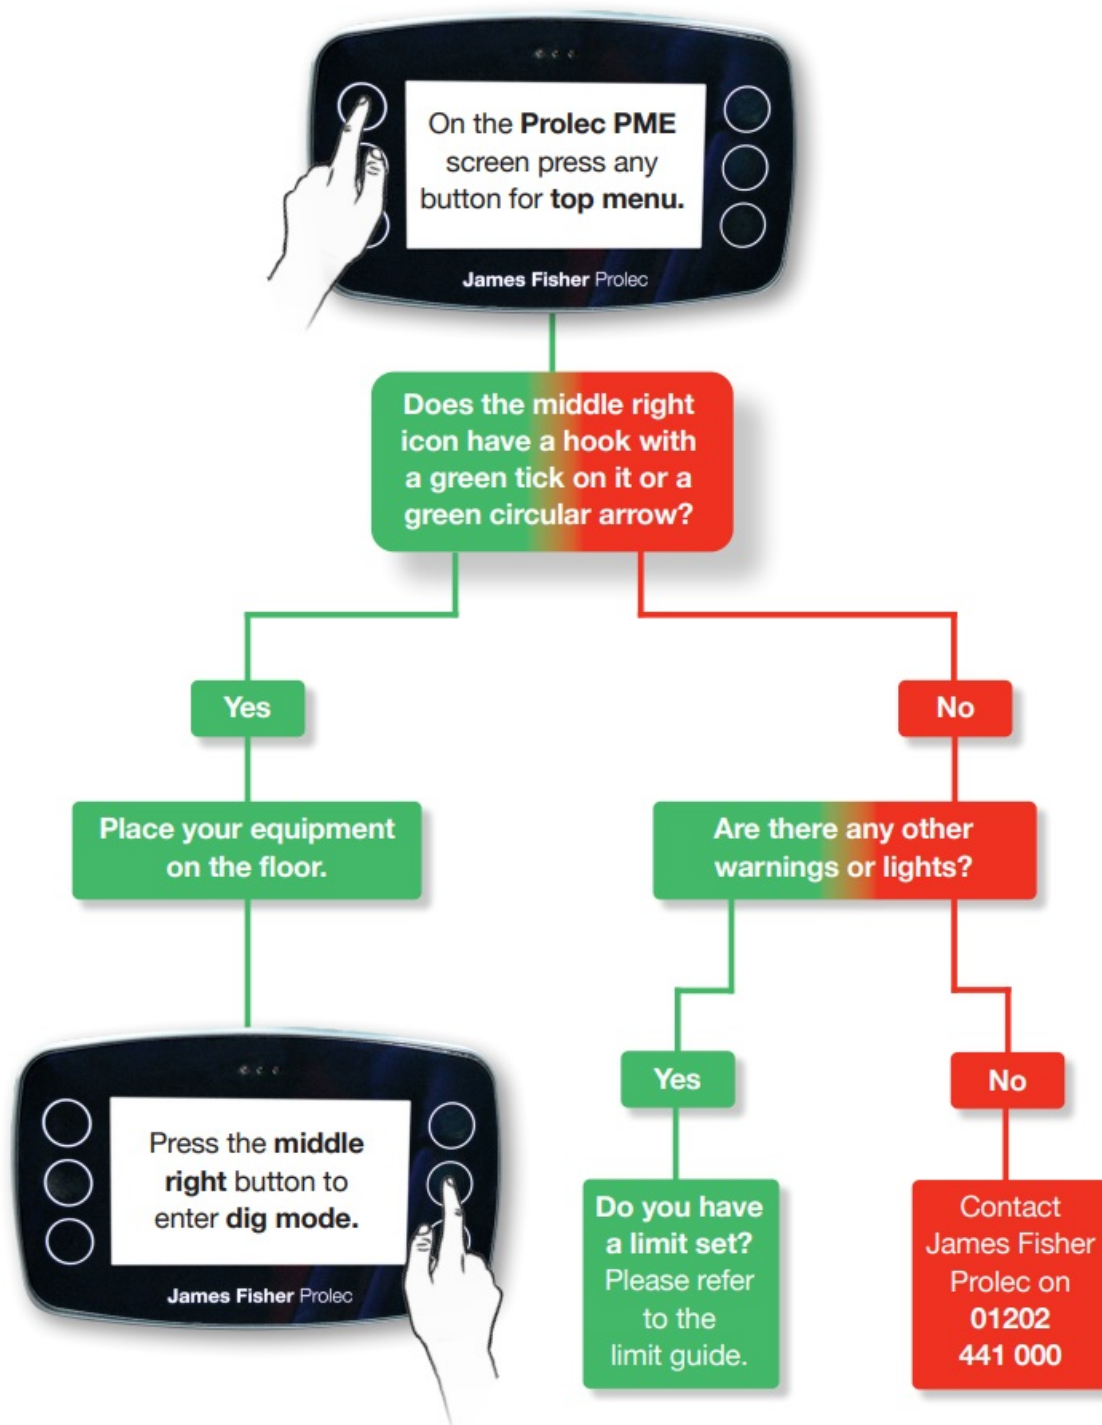 On the Prolec PME
screen press any
button for top menu.
James Fisher Prolec
Does the middle right
icon have a hook with
a green tick on it or a
green circular arrow?
Yes
No
Place your equipment
on the floor.
Are there any other
warnings or lights?
Press the middle
right button to
enter dig mode.
James Fisher Prolec
Yes
No
Do you have
a limit set?
Please refer
to the
limit guide.
Contact
James Fisher
Prolec on
01202
441 000